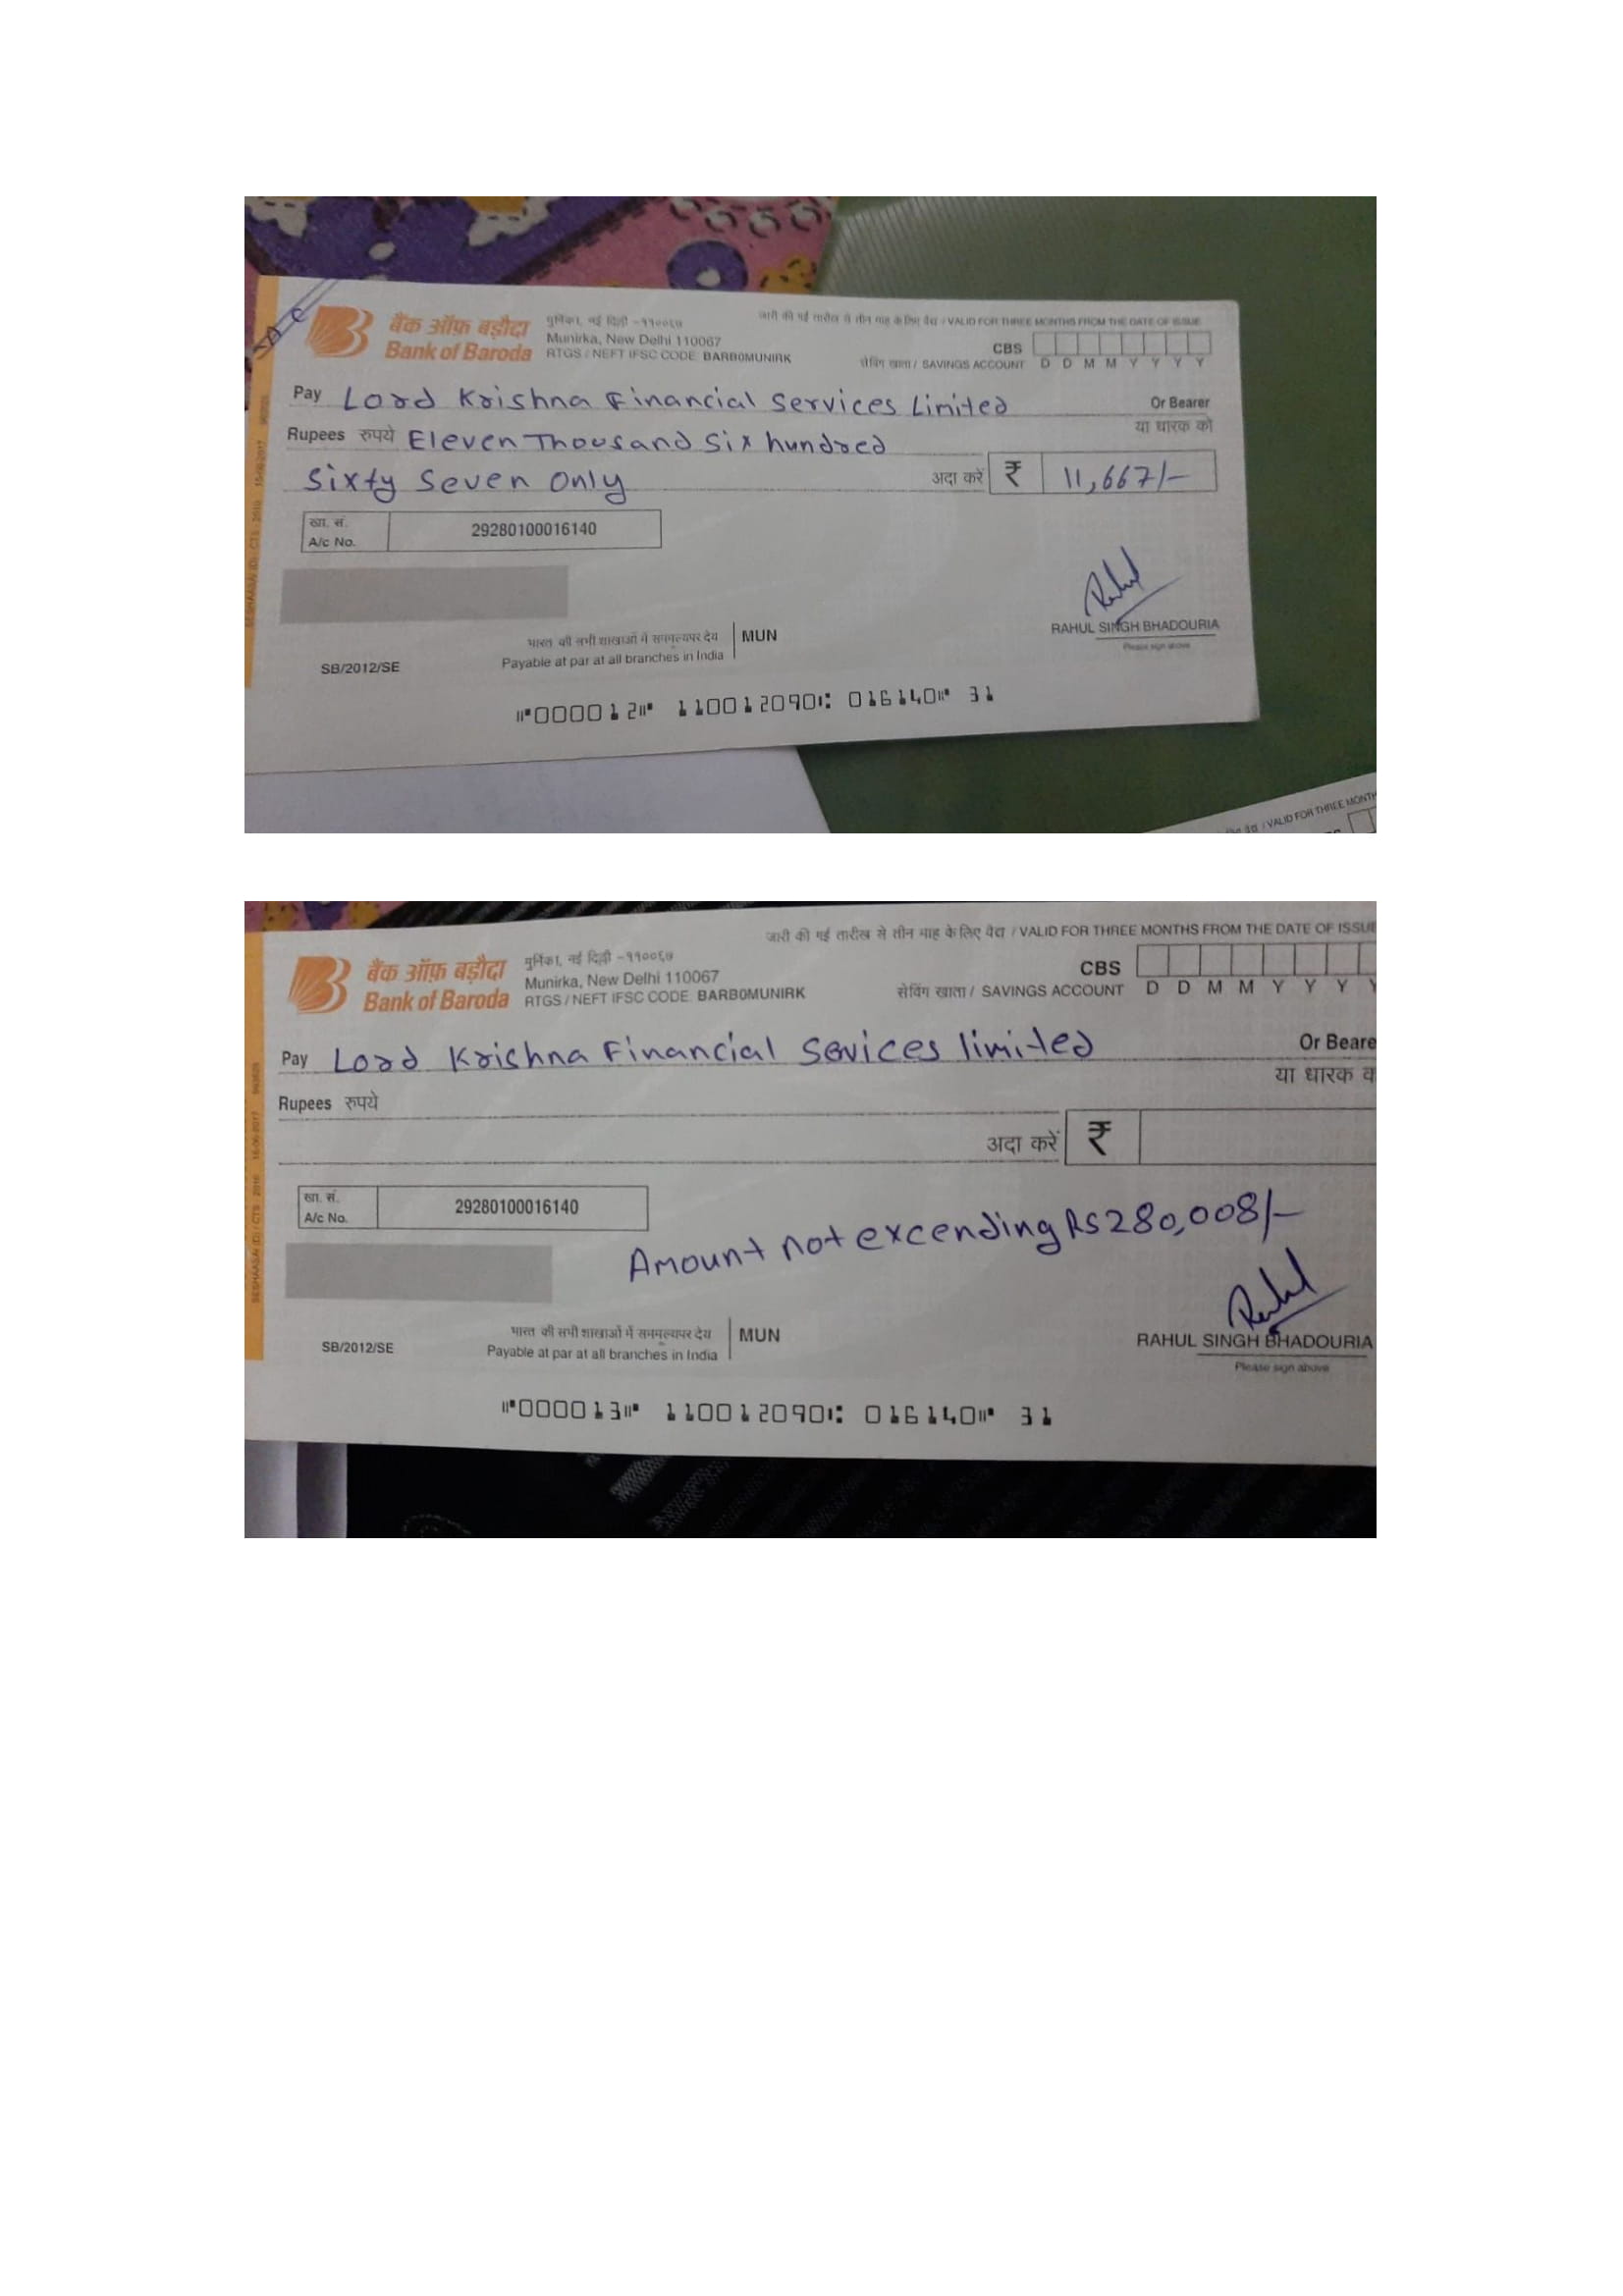 बैंक ऑफ़ बड़ौदा
Bank of Baroda
मुनिरका, नई दिल्ली -११००६७
Munirka, New Delhi 110067
RTGS / NEFT IFSC CODE BARB0MUNIRK
जारी की गई तारीख से तीन माह के लिए वैध / VALID FOR THREE MONTHS FROM THE DATE OF ISSUE
CBS
सेविंग खाता / SAVINGS ACCOUNT D D M M Y Y Y Y
Pay Lord Krishna Financial Services Limited Or Bearer
या धारक को
Rupees रुपये Eleven Thousand Six hundred
Sixty Seven Only अदा करें ₹ 11,667/-
खा. सं.
A/c No. 29280100016140
RAHUL SINGH BHADOURIA
Please sign above
भारत की सभी शाखाओं में सममूल्यपर देय MUN
Payable at par at all branches in India
SB/2012/SE
⑈000012⑈ 110012090⑆ 016140⑈ 31
/ VALID FOR THREE MONTH
जारी की गई तारीख से तीन माह के लिए वैध / VALID FOR THREE MONTHS FROM THE DATE OF ISSUE
बैंक ऑफ़ बड़ौदा
Bank of Baroda
मुनिरका, नई दिल्ली -११००६७
Munirka, New Delhi 110067
RTGS / NEFT IFSC CODE BARB0MUNIRK
CBS
सेविंग खाता / SAVINGS ACCOUNT D D M M Y Y Y Y
Pay Lord Krishna Financial Sevices limited Or Beare
या धारक क
Rupees रुपये
अदा करें ₹
खा. सं.
A/c No. 29280100016140
Amount not excending RS 280,008/-
RAHUL SINGH BHADOURIA
Please sign above
भारत की सभी शाखाओं में सममूल्यपर देय MUN
Payable at par at all branches in India
SB/2012/SE
⑈000013⑈ 110012090⑆ 016140⑈ 31